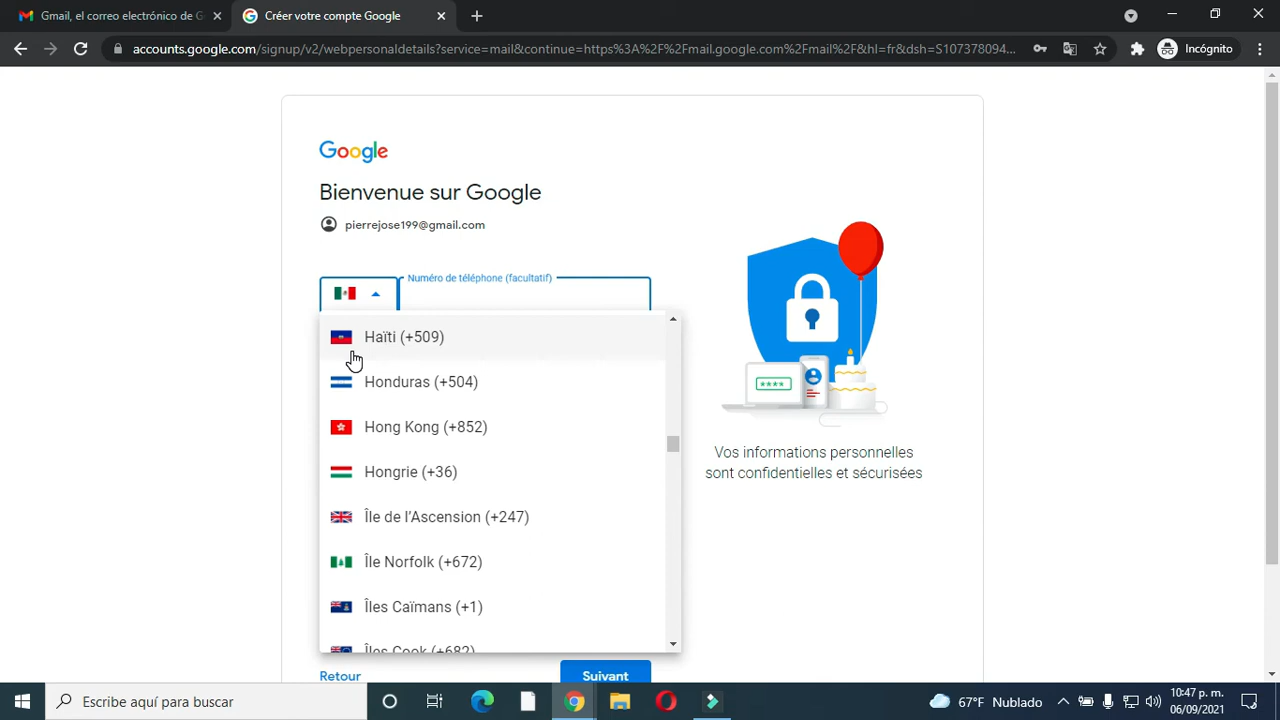 Gmail, el correo electrónico de G
Créer votre compte Google
accounts.google.com/signup/v2/webpersonaldetails?service=mail&continue=https%3A%2F%2Fmail.google.com%2Fmail%2F&hl=fr&dsh=S107378094...
Incógnito
Google
Bienvenue sur Google
pierrejose199@gmail.com
Numéro de téléphone (facultatif)
Haïti (+509)
Honduras (+504)
Hong Kong (+852)
Hongrie (+36)
Île de l'Ascension (+247)
Île Norfolk (+672)
Îles Caïmans (+1)
Îles Cook (+682)
****
Vos informations personnelles
sont confidentielles et sécurisées
Retour
Suivant
Escribe aquí para buscar
67°F Nublado
10:47 p. m.
06/09/2021